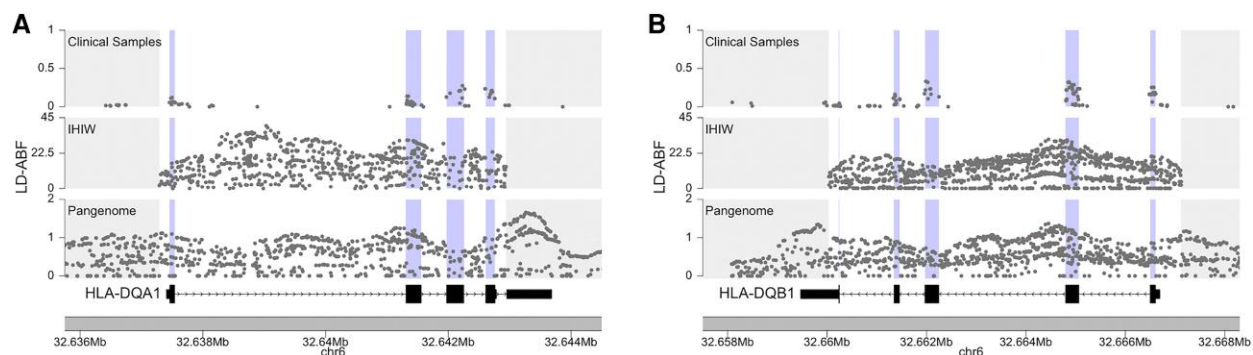 A
LD-ABF
1
0.5
0
Clinical Samples
45
22.5
0
IHIW
2
1
0
Pangenome
HLA-DQA1
32.636Mb 32.638Mb 32.64Mb 32.642Mb 32.644Mb
chr6
B
LD-ABF
1
0.5
0
Clinical Samples
45
22.5
0
IHIW
2
1
0
Pangenome
HLA-DQB1
32.658Mb 32.66Mb 32.662Mb 32.664Mb 32.666Mb 32.668Mb
chr6